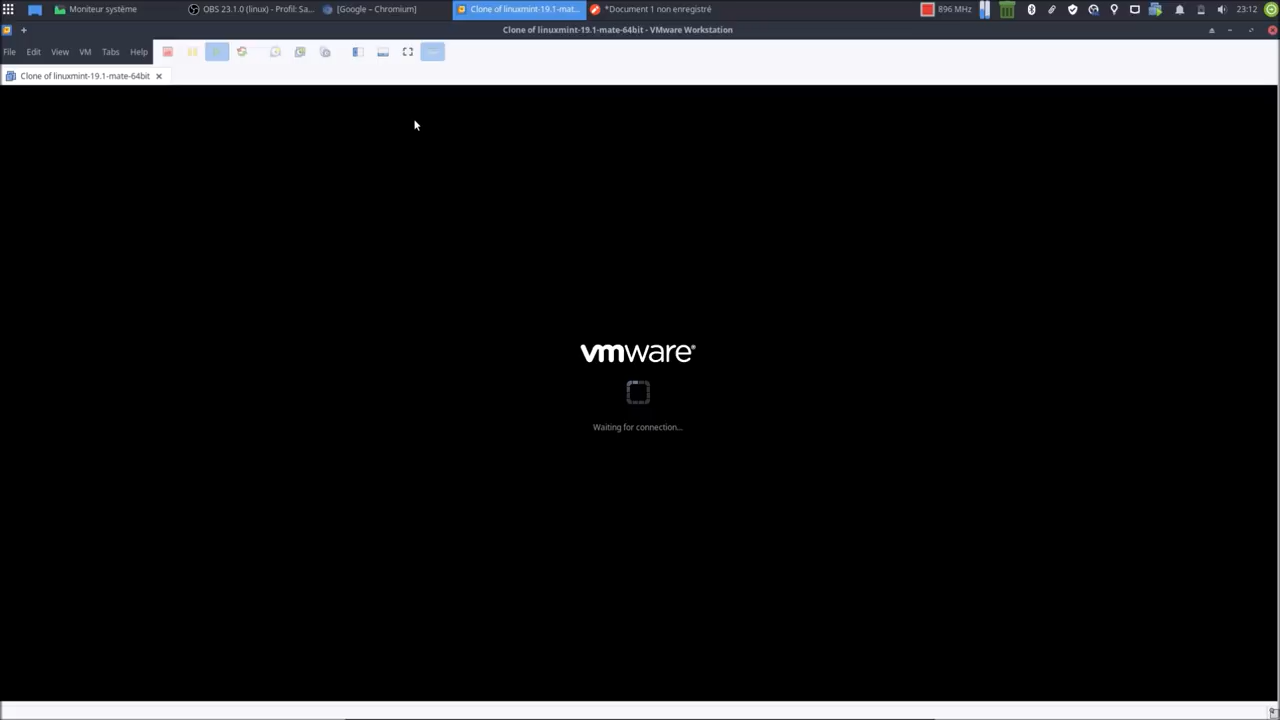 Moniteur système
OBS 23.1.0 (linux) - Profil: Sa...
[Google – Chromium]
Clone of linuxmint-19.1-mat...
*Document 1 non enregistré
896 MHz
23:12
Clone of linuxmint-19.1-mate-64bit - VMware Workstation
File Edit View VM Tabs Help
Clone of linuxmint-19.1-mate-64bit
vmware®
Waiting for connection...